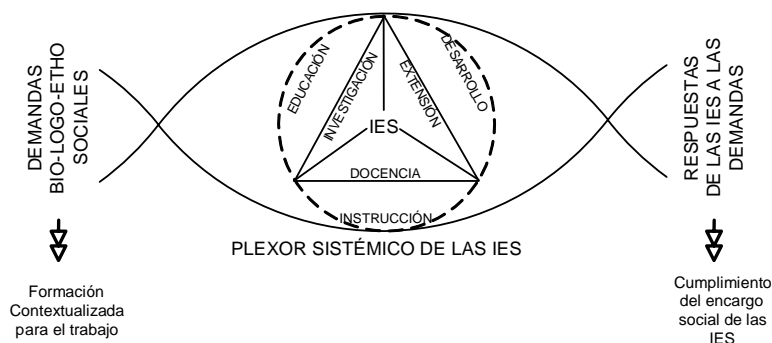 DEMANDAS
BIO-LOGO-ETHO
SOCIALES
EDUCACIÓN
INVESTIGACIÓN
IES
EXTENSIÓN
DESARROLLO
DOCENCIA
INSTRUCCIÓN
PLEXOR SISTÉMICO DE LAS IES
RESPUESTAS
DE LAS IES A LAS
DEMANDAS
Formación
Contextualizada
para el trabajo
Cumplimiento
del encargo
social de las
IES